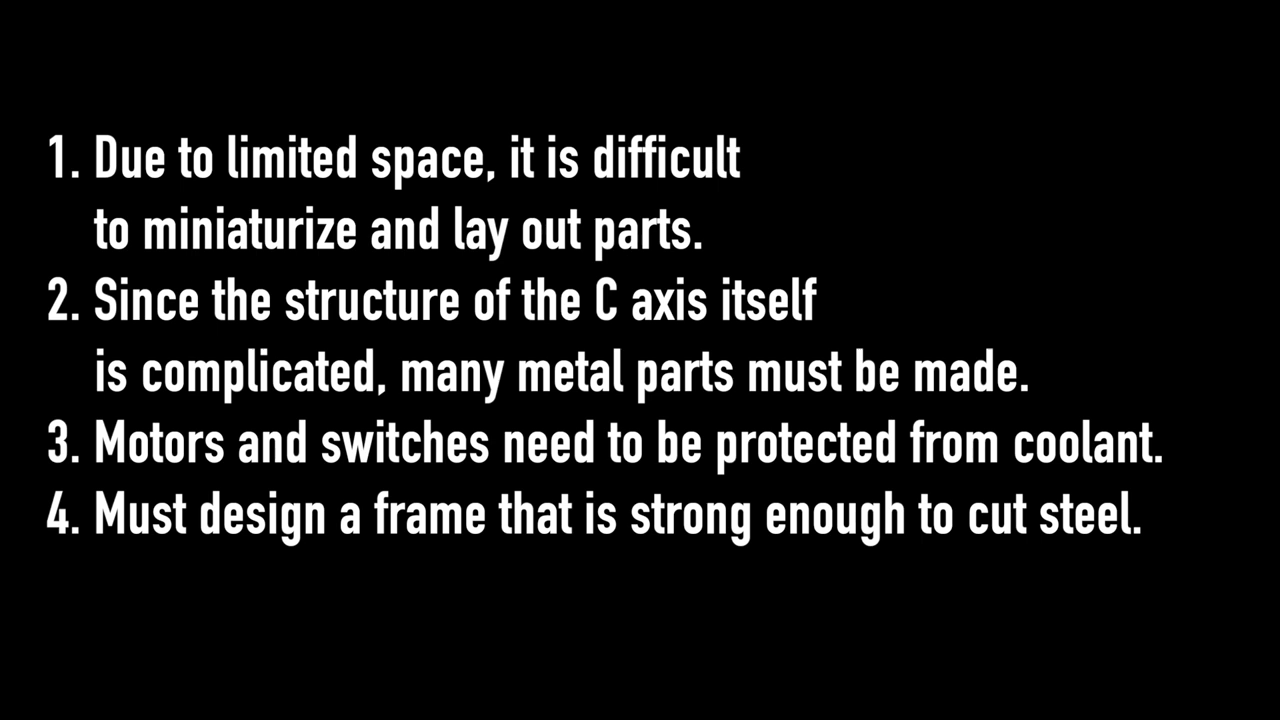 1. Due to limited space, it is difficult
to miniaturize and lay out parts.
2. Since the structure of the C axis itself
is complicated, many metal parts must be made.
3. Motors and switches need to be protected from coolant.
4. Must design a frame that is strong enough to cut steel.